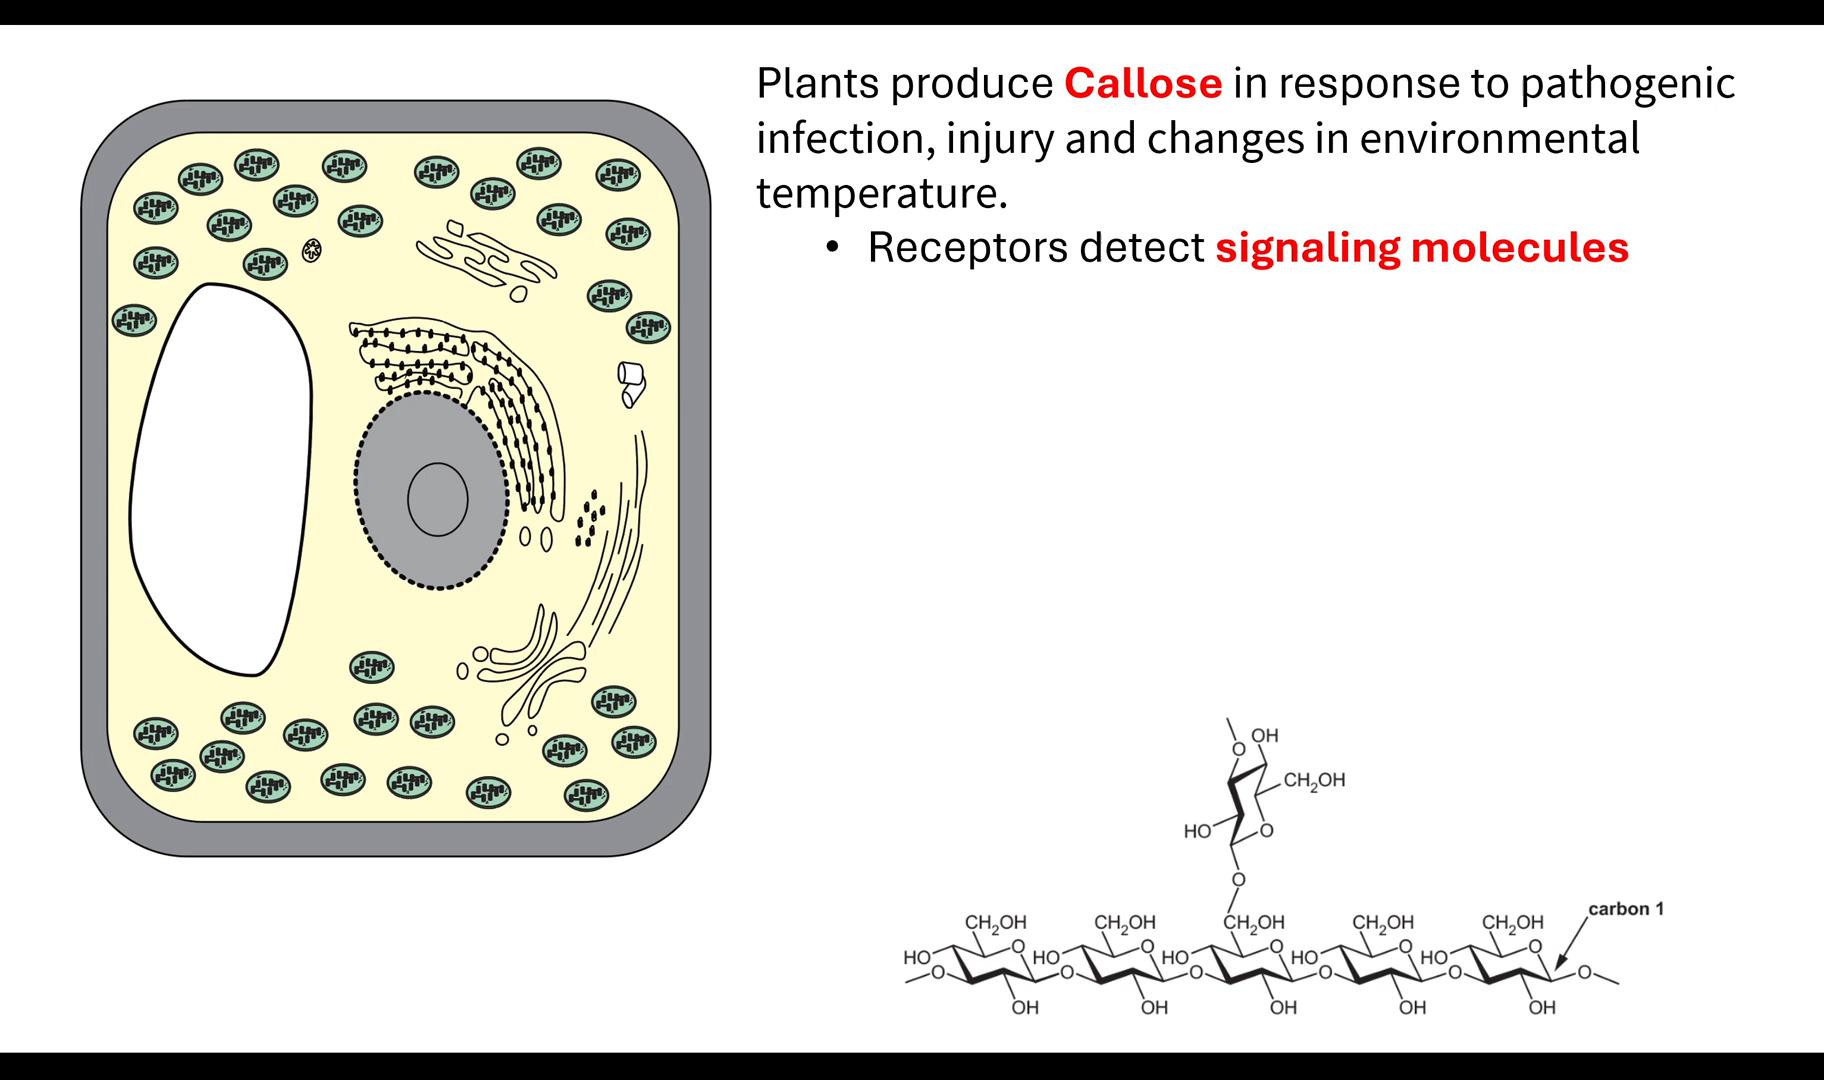 Plants produce Callose in response to pathogenic
infection, injury and changes in environmental
temperature.
• Receptors detect signaling molecules
O OH
CH₂OH
HO O
O
carbon 1
CH₂OH CH₂OH CH₂OH CH₂OH CH₂OH
HO O HO O HO O HO O HO O
O O O O O O
OH OH OH OH OH